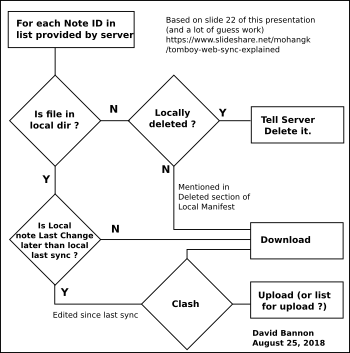 For each Note ID in
list provided by server
Based on slide 22 of this presentation
(and a lot of guess work)
https://www.slideshare.net/mohangk
/tomboy-web-sync-explained
Is file in
local dir ?
N
Locally
deleted ?
Y
Tell Server
Delete it.
Y
N
Mentioned in
Deleted section of
Local Manifest
Is Local
note Last Change
later than local
last sync ?
N
Download
Y
Edited since last sync
Clash
Upload (or list
for upload ?)
David Bannon
August 25, 2018